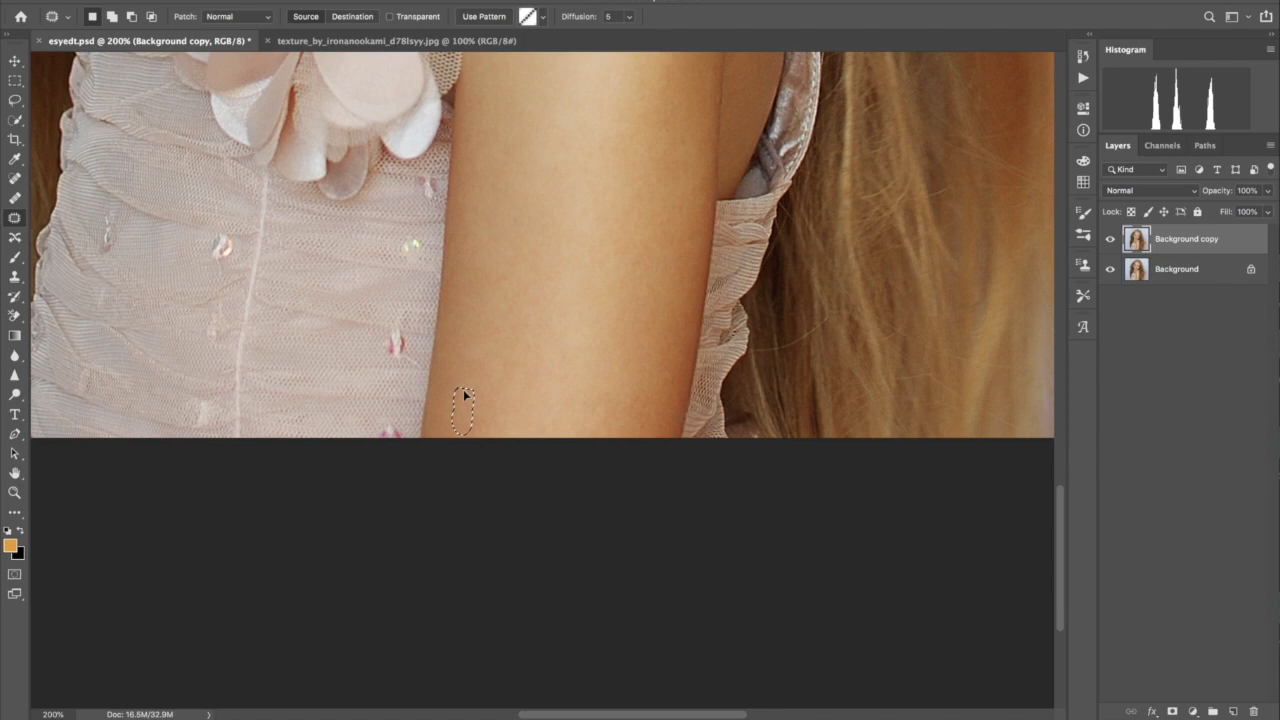 Patch: Normal Source Destination Transparent Use Pattern Diffusion: 5
esyedt.psd @ 200% (Background copy, RGB/8) * texture_by_ironanookami_d78lsyy.jpg @ 100% (RGB/8#)
Histogram
Layers Channels Paths
Kind
Normal Opacity: 100%
Lock: Fill: 100%
Background copy
Background
200% Doc: 16.5M/32.9M